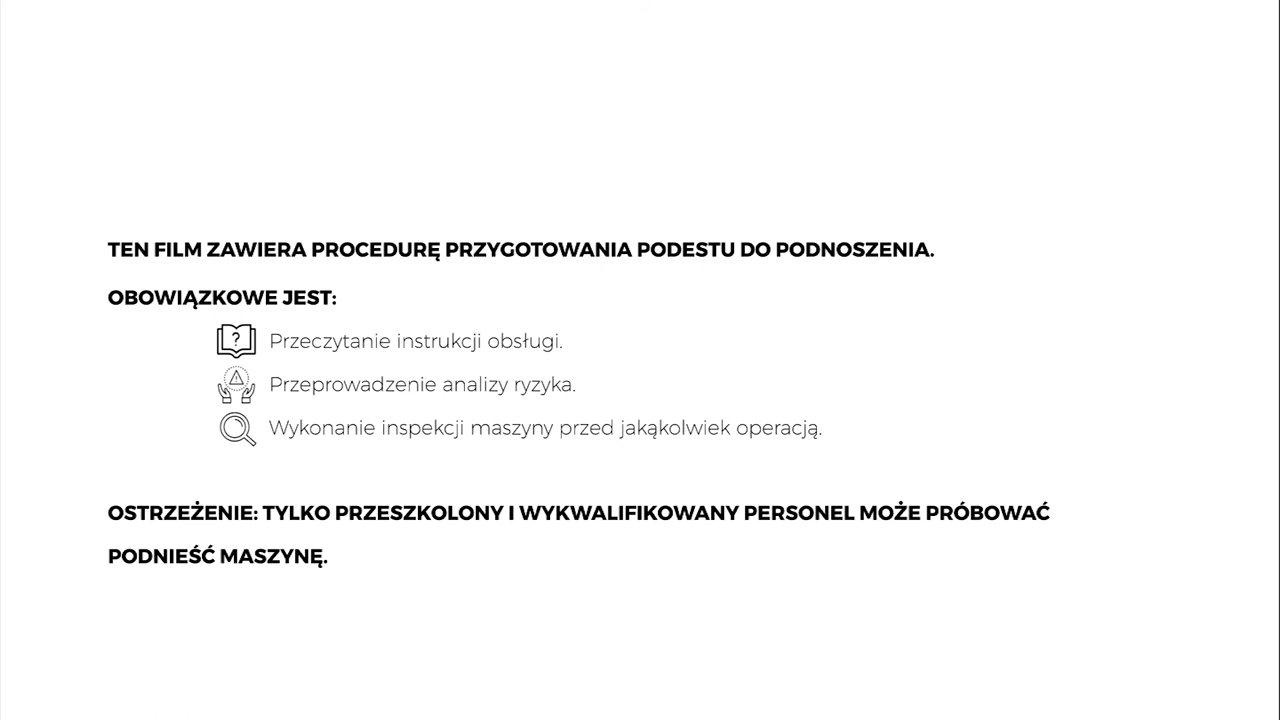 TEN FILM ZAWIERA PROCEDURĘ PRZYGOTOWANIA PODESTU DO PODNOSZENIA.
OBOWIĄZKOWE JEST:
Przeczytanie instrukcji obsługi.
Przeprowadzenie analizy ryzyka.
Wykonanie inspekcji maszyny przed jakąkolwiek operacją.
OSTRZEŻENIE: TYLKO PRZESZKOLONY I WYKWALIFIKOWANY PERSONEL MOŻE PRÓBOWAĆ
PODNIEŚĆ MASZYNĘ.